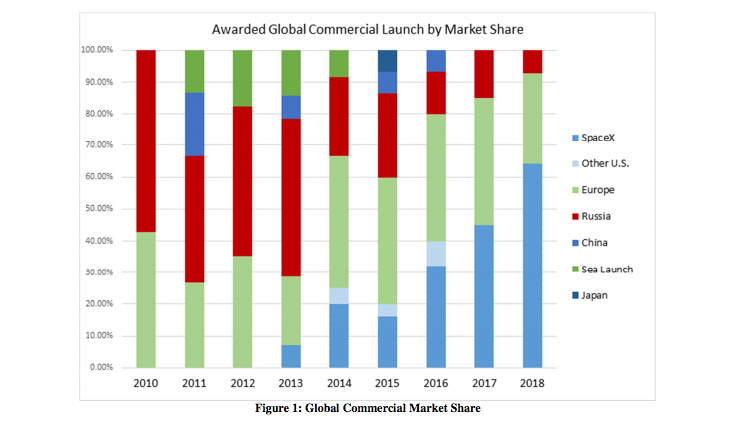 Awarded Global Commercial Launch by Market Share
100.00%
90.00%
80.00%
70.00%
60.00%
50.00%
40.00%
30.00%
20.00%
10.00%
0.00%
2010 2011 2012 2013 2014 2015 2016 2017 2018
SpaceX
Other U.S.
Europe
Russia
China
Sea Launch
Japan
Figure 1: Global Commercial Market Share